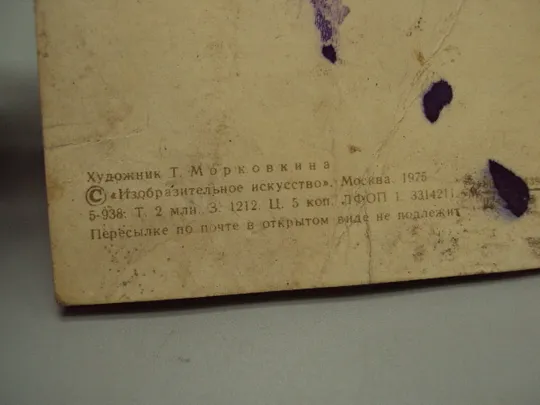 Художник Т. Морковкина
© «Изобразительное искусство». Москва. 1975
5-938. Т. 2 млн. З. 1212. Ц. 5 коп. ЛФОП 1. 331421.
Пересылке по почте в открытом виде не подлежит